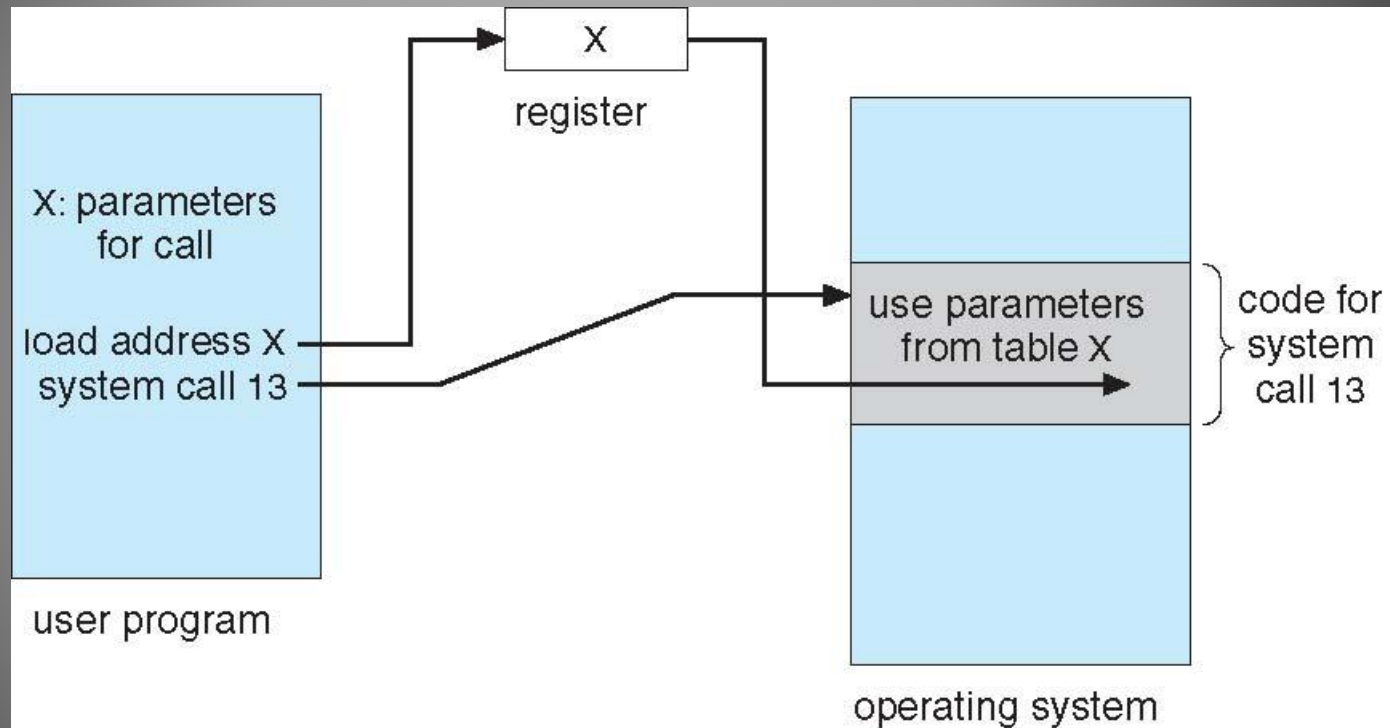 X
register
X: parameters
for call
load address X
system call 13
user program
use parameters
from table X
code for
system
call 13
operating system